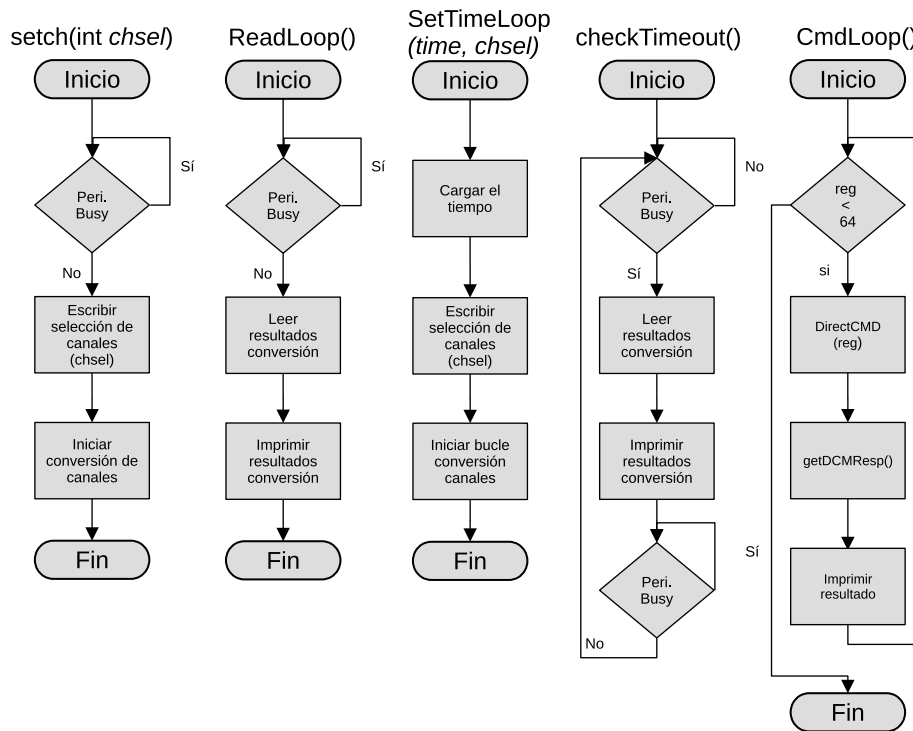 setch(int chsel)
Inicio
Sí
Peri.
Busy
No
Escribir
selección de
canales
(chsel)
Iniciar
conversión de
canales
Fin
ReadLoop()
Inicio
Sí
Peri.
Busy
No
Leer
resultados
conversión
Imprimir
resultados
conversión
Fin
SetTimeLoop
(time, chsel)
Inicio
Cargar el
tiempo
Escribir
selección de
canales
(chsel)
Iniciar bucle
conversión
canales
Fin
checkTimeout()
Inicio
No
Peri.
Busy
Sí
Leer
resultados
conversión
Imprimir
resultados
conversión
Sí
Peri.
Busy
No
CmdLoop()
Inicio
reg
<
64
si
DirectCMD
(reg)
getDCMResp()
Imprimir
resultado
Fin